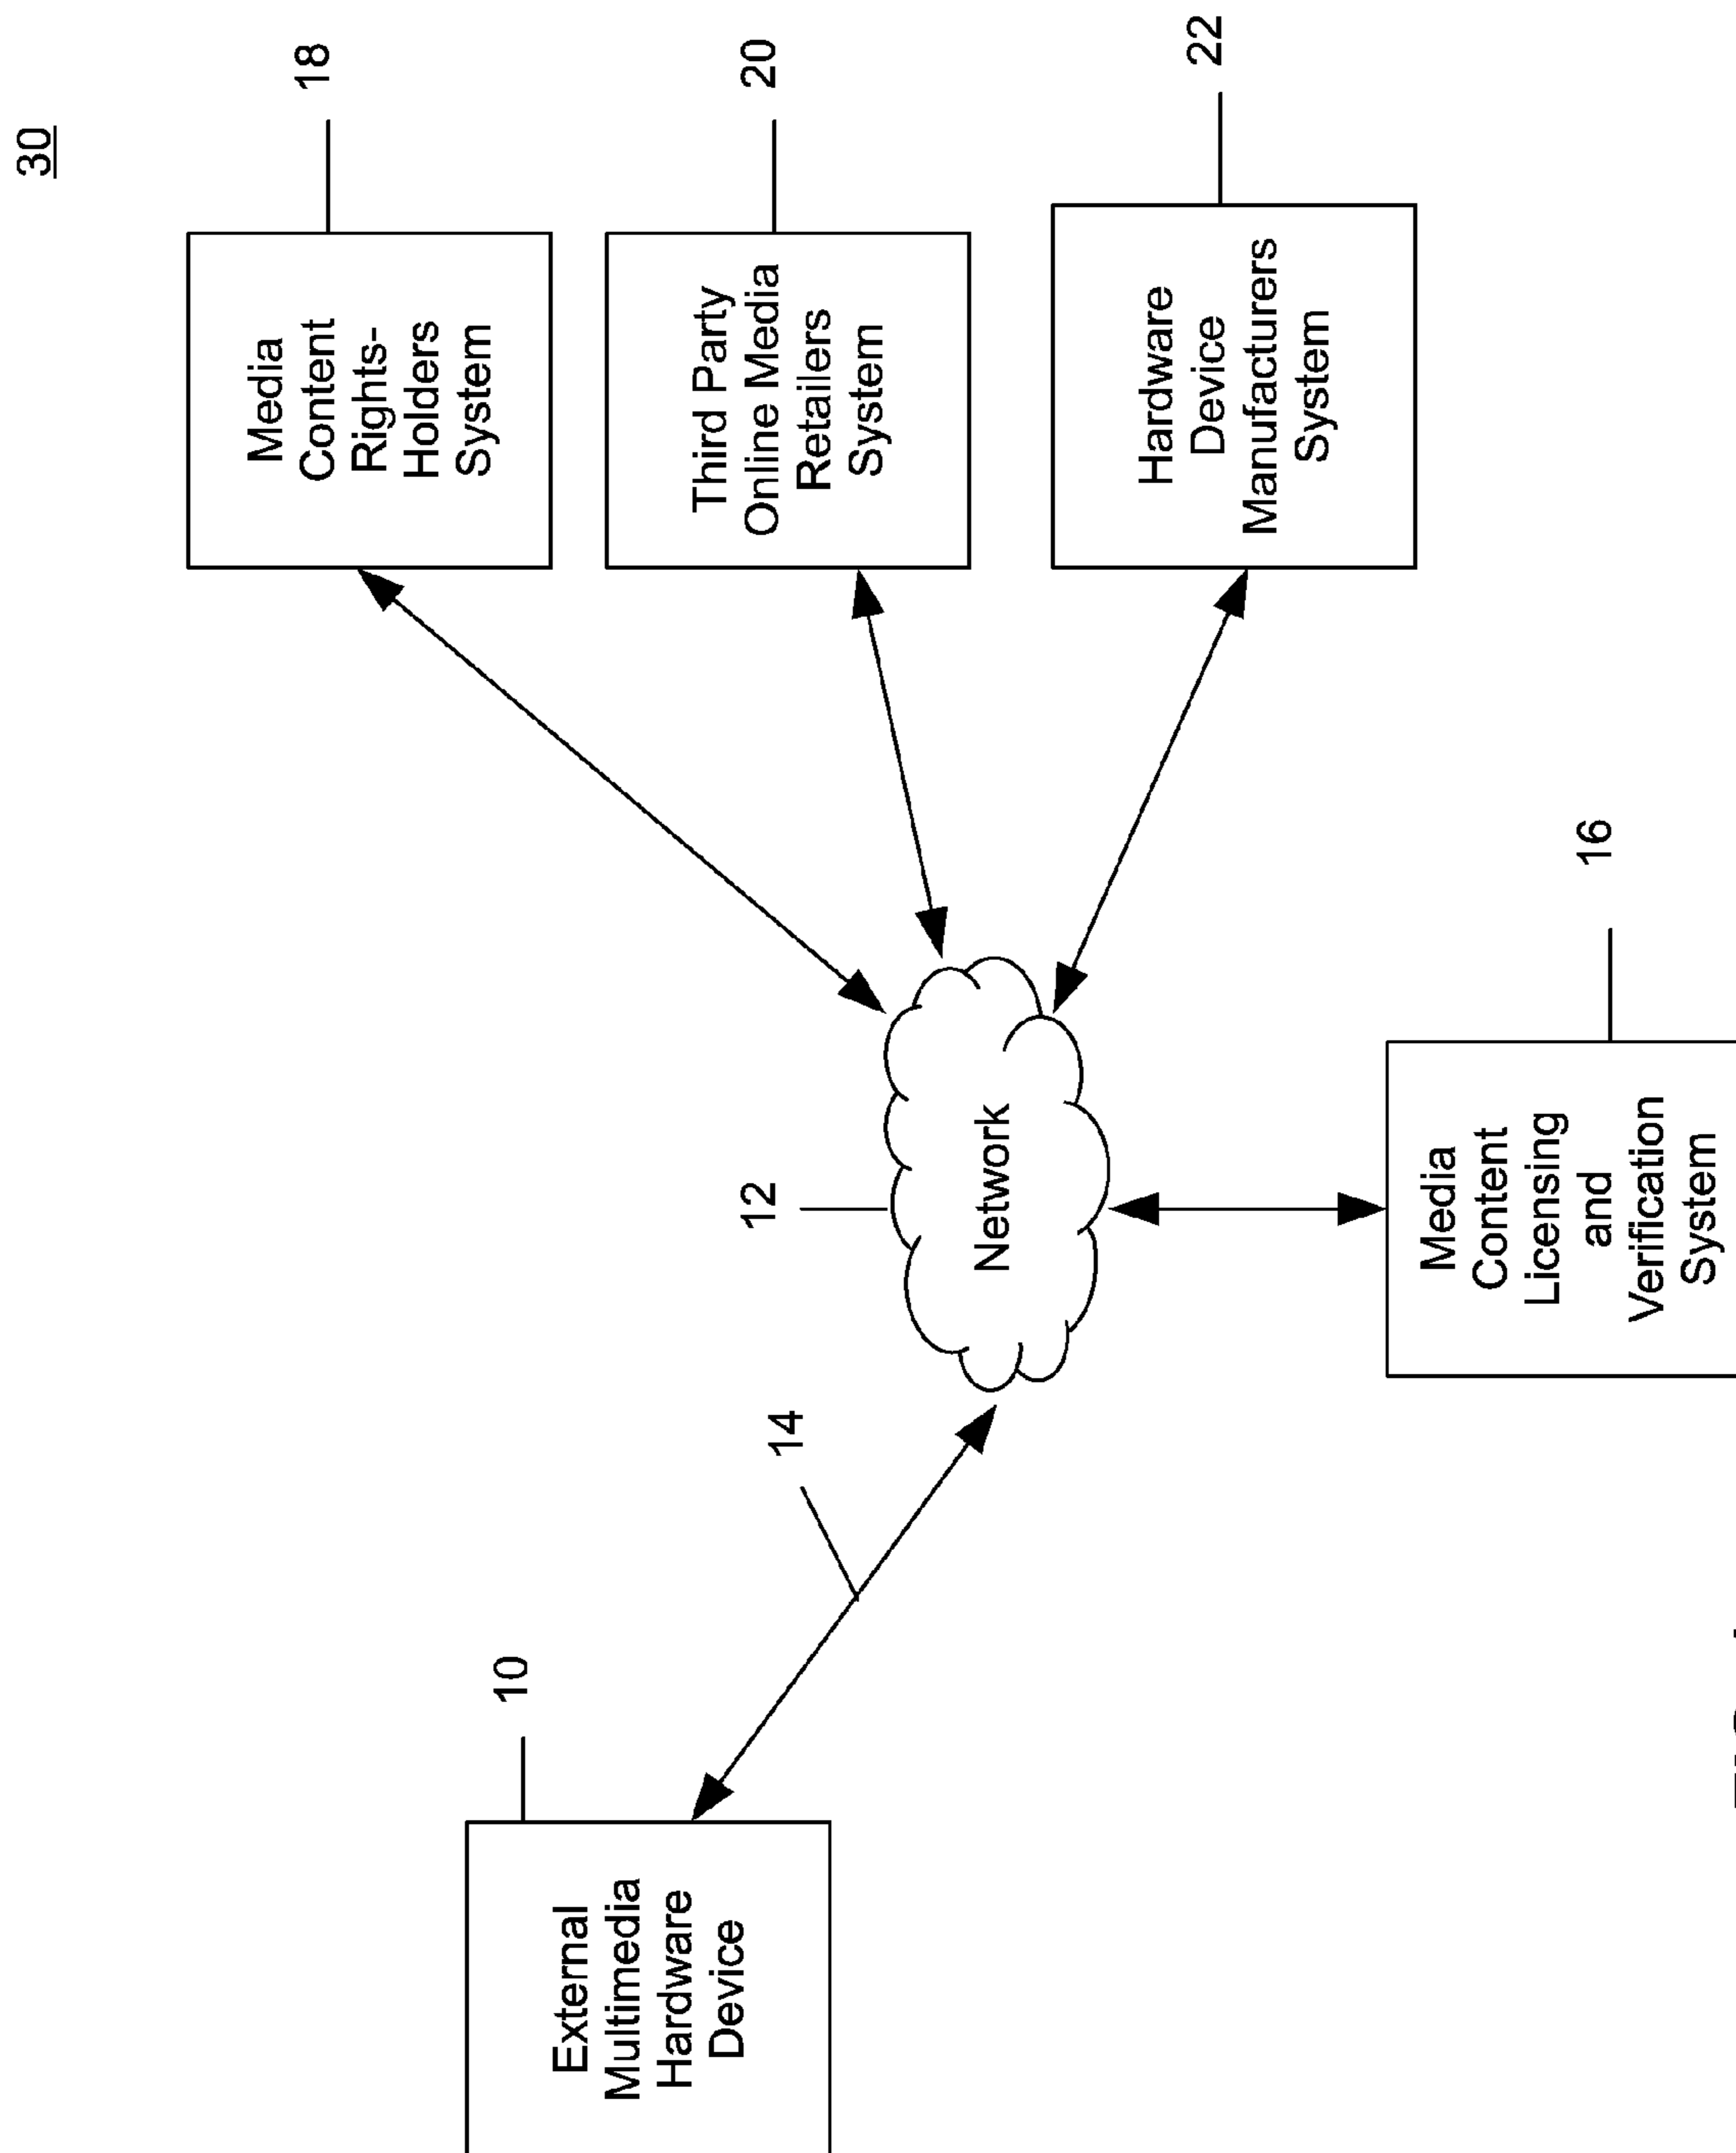 30
18
Media
Content
Rights-
Holders
System
20
Third Party
Online Media
Retailers
System
22
Hardware
Device
Manufacturers
System
12
Network
14
10
External
Multimedia
Hardware
Device
16
Media
Content
Licensing
and
Verification
System